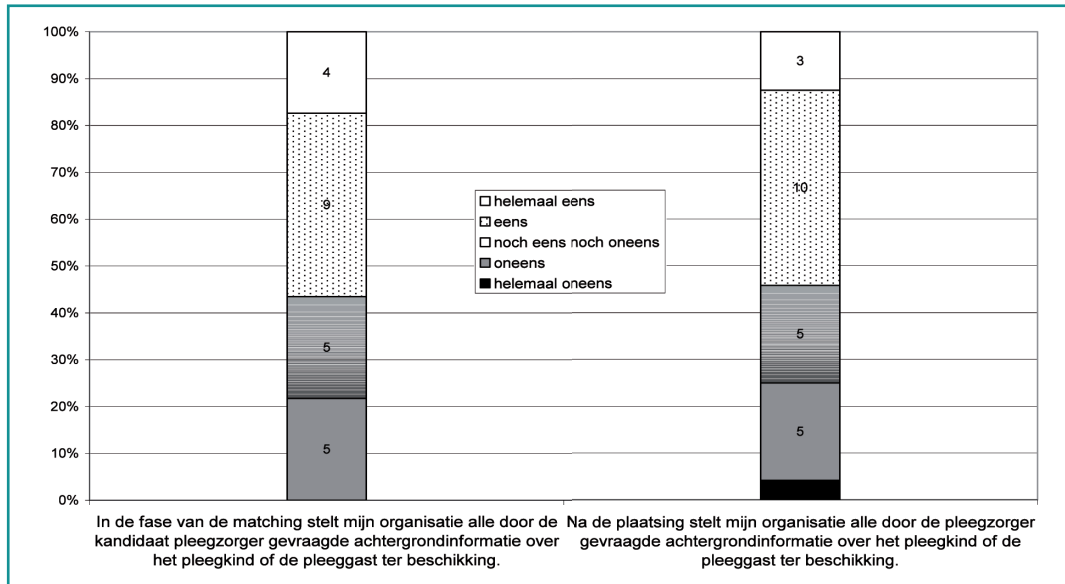 100%
90%
80%
70%
60%
50%
40%
30%
20%
10%
0%
4
9
5
5
3
10
5
5
helemaal eens
eens
noch eens noch oneens
oneens
helemaal oneens
In de fase van de matching stelt mijn organisatie alle door de
kandidaat pleegzorger gevraagde achtergrondinformatie over
het pleegkind of de pleeggast ter beschikking.
Na de plaatsing stelt mijn organisatie alle door de pleegzorger
gevraagde achtergrondinformatie over het pleegkind of de
pleeggast ter beschikking.